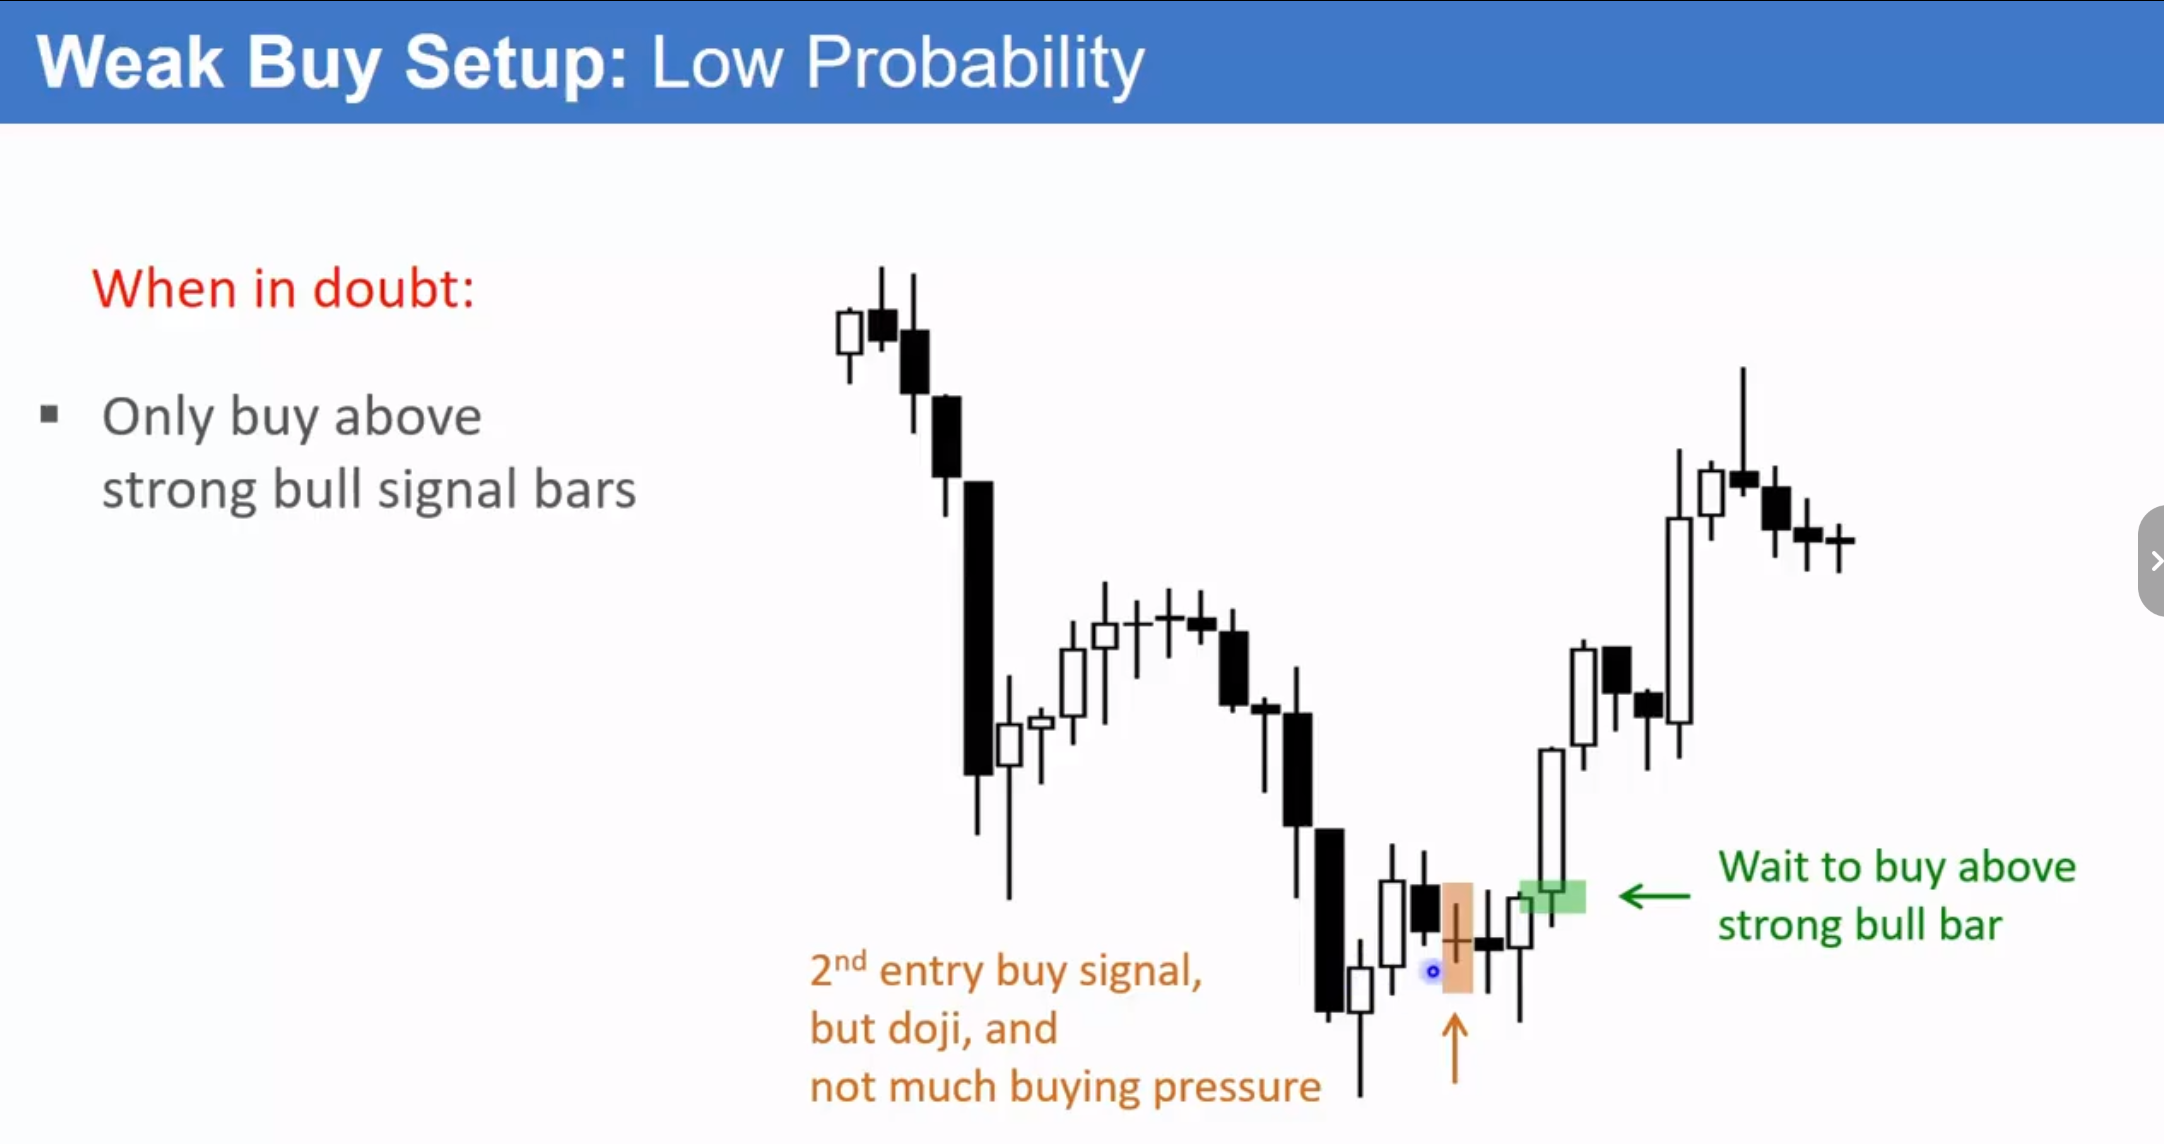 Weak Buy Setup: Low Probability
When in doubt:
▪ Only buy above
strong bull signal bars
2nd entry buy signal,
but doji, and
not much buying pressure
Wait to buy above
strong bull bar